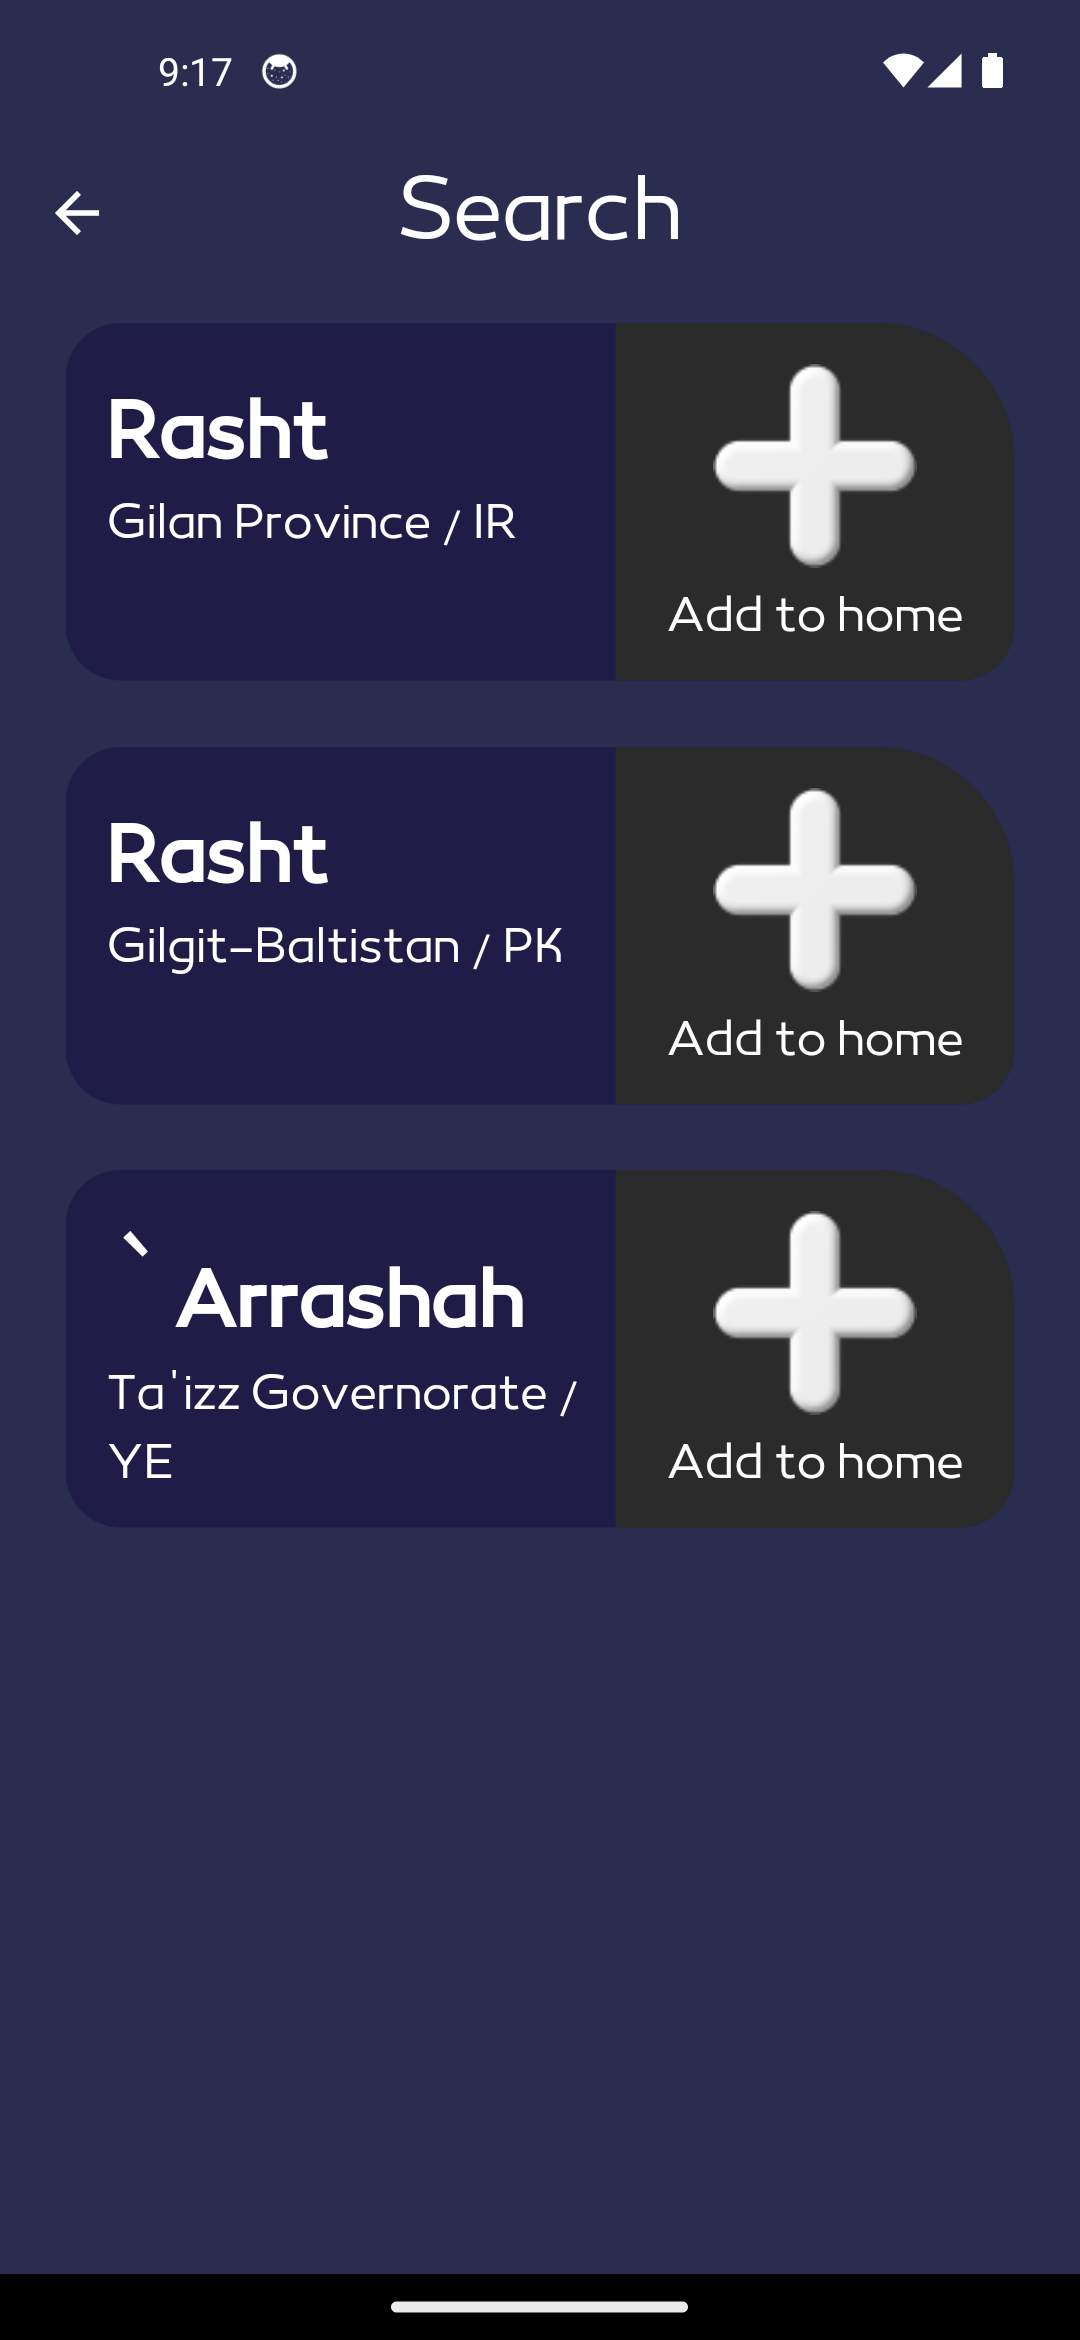 9:17
Search
Rasht
Gilan Province / IR
Add to home
Rasht
Gilgit-Baltistan / PK
Add to home
` Arrashah
Ta'izz Governorate /
YE
Add to home